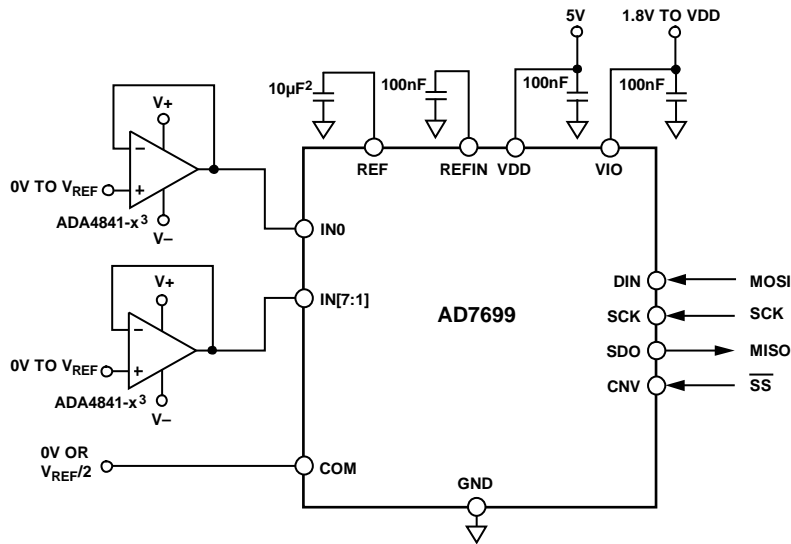 5V
1.8V TO VDD
10µF²
100nF
100nF
100nF
V+
REF
REFIN
VDD
VIO
–
+
0V TO VREF
ADA4841-x³
V–
IN0
V+
IN[7:1]
AD7699
DIN
MOSI
SCK
SCK
–
+
0V TO VREF
SDO
MISO
ADA4841-x³
CNV
SS
V–
0V OR
VREF/2
COM
GND